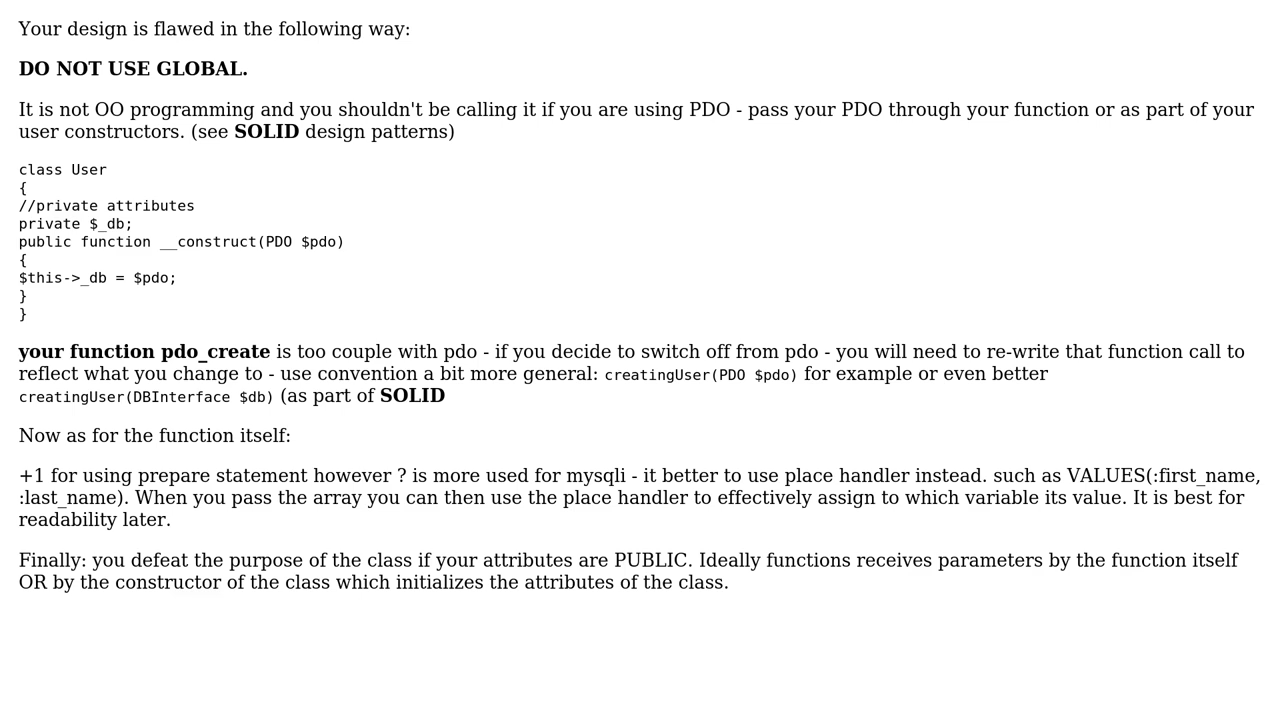 Your design is flawed in the following way:
DO NOT USE GLOBAL.
It is not OO programming and you shouldn't be calling it if you are using PDO - pass your PDO through your function or as part of your
user constructors. (see SOLID design patterns)
class User
{
//private attributes
private $_db;
public function __construct(PDO $pdo)
{
$this->_db = $pdo;
}
}
your function pdo_create is too couple with pdo - if you decide to switch off from pdo - you will need to re-write that function call to
reflect what you change to - use convention a bit more general: creatingUser(PDO $pdo) for example or even better
creatingUser(DBInterface $db) (as part of SOLID
Now as for the function itself:
+1 for using prepare statement however ? is more used for mysqli - it better to use place handler instead. such as VALUES(:first_name,
:last_name). When you pass the array you can then use the place handler to effectively assign to which variable its value. It is best for
readability later.
Finally: you defeat the purpose of the class if your attributes are PUBLIC. Ideally functions receives parameters by the function itself
OR by the constructor of the class which initializes the attributes of the class.